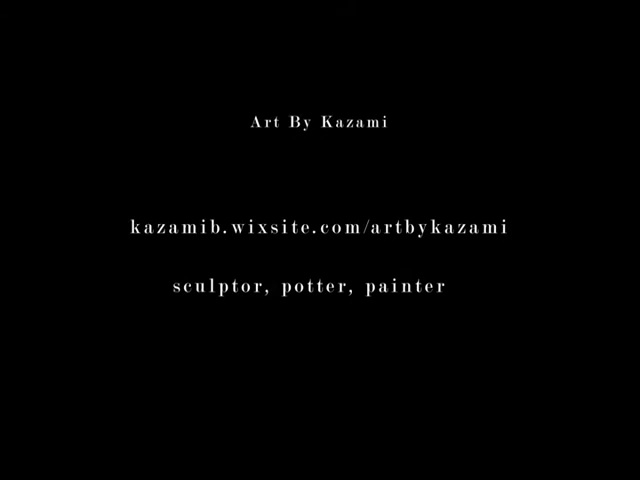 Art By Kazami
kazamib.wixsite.com/artbykazami
sculptor, potter, painter